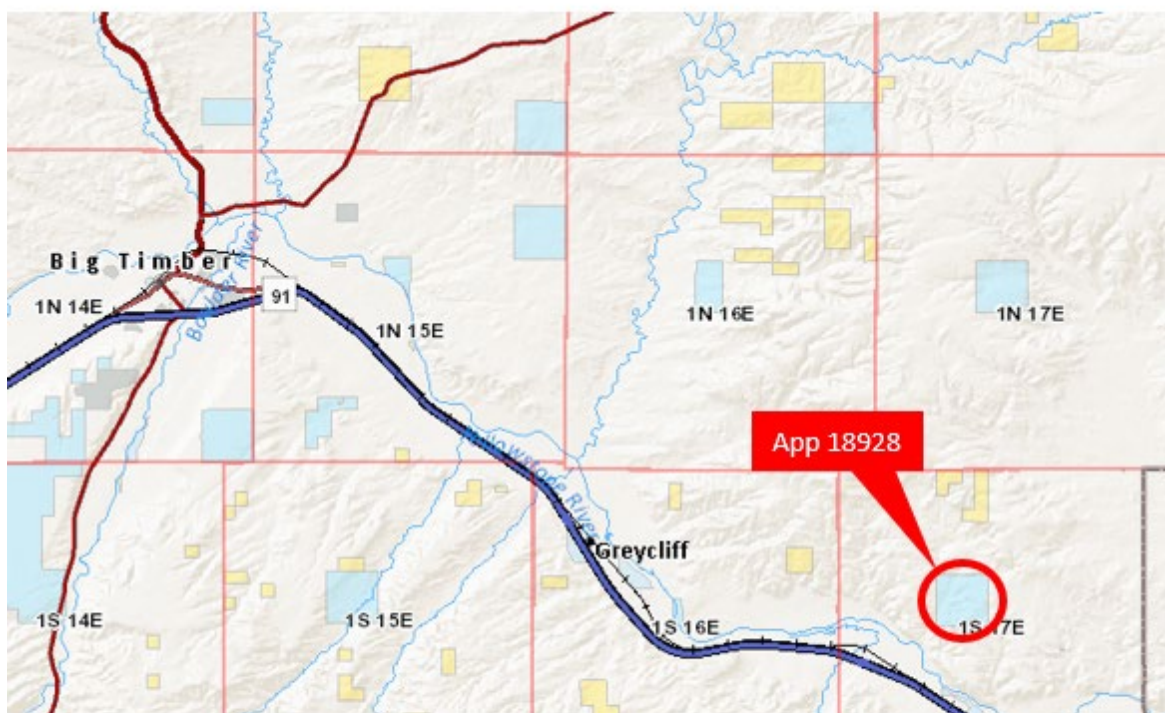 Big Timber
Boulder River
91
1N 14E
1N 15E
1N 16E
1N 17E
App 18928
Yellowstone River
Greycliff
1S 14E
1S 15E
1S 16E
1S 17E